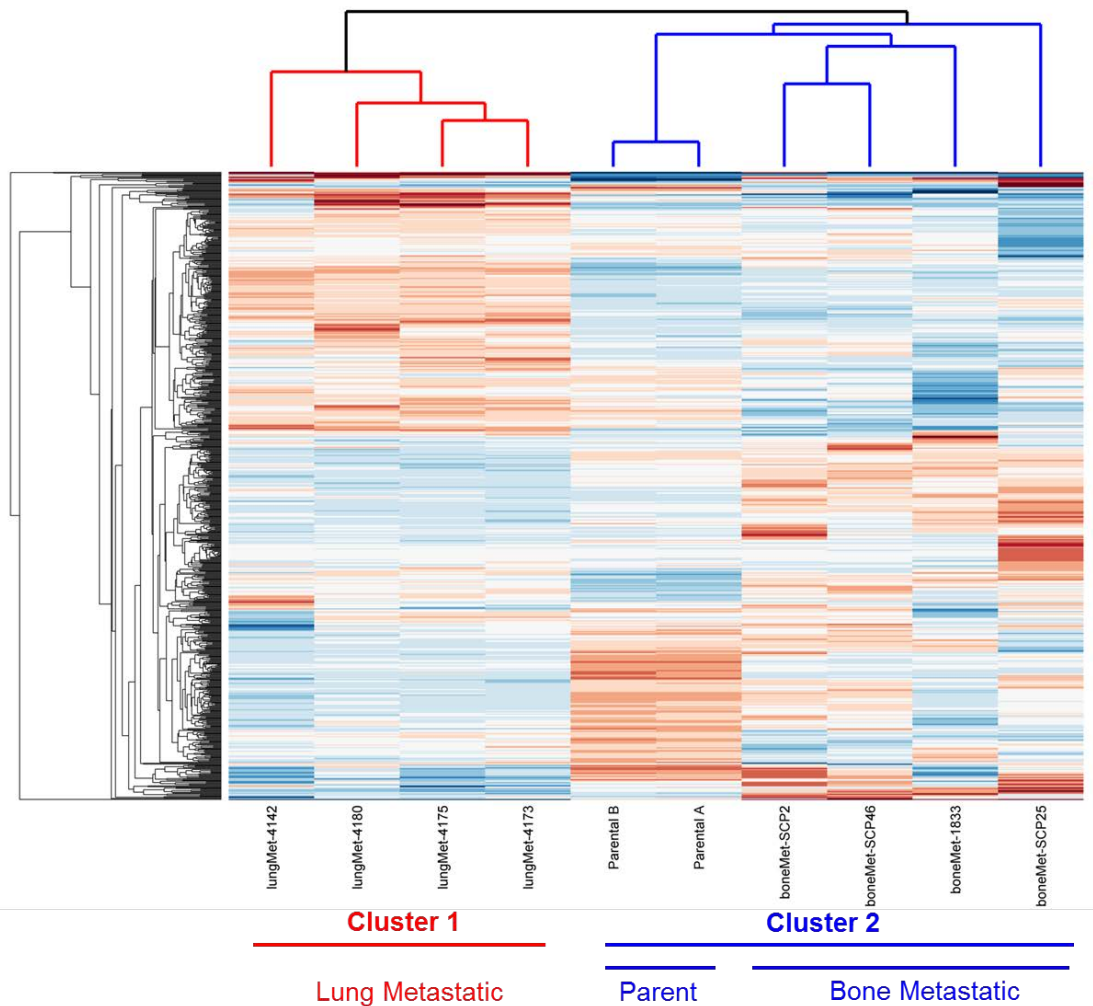 lungMet-4142
lungMet-4180
lungMet-4175
lungMet-4173
Parental B
Parental A
boneMet-SCP2
boneMet-SCP46
boneMet-1833
boneMet-SCP25
Cluster 1
Cluster 2
Lung Metastatic
Parent
Bone Metastatic